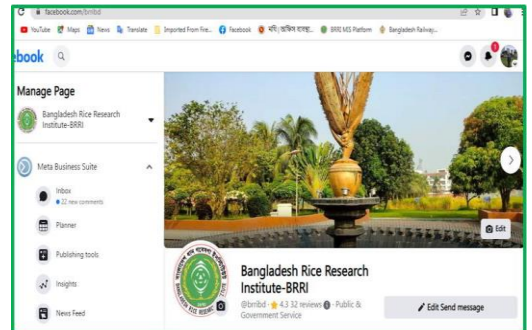 facebook.com/brribd
YouTube Maps News Translate Imported From Fire... Facebook BRRI MIS Platform Bangladesh Railway...
ebook
1
Manage Page
Bangladesh Rice Research
Institute-BRRI
Meta Business Suite
Inbox
22 new comments
Planner
Publishing tools
Insights
News Feed
Edit
Bangladesh Rice Research
Institute-BRRI
@brribd · 4.3 32 reviews · Public &
Government Service
Edit Send message